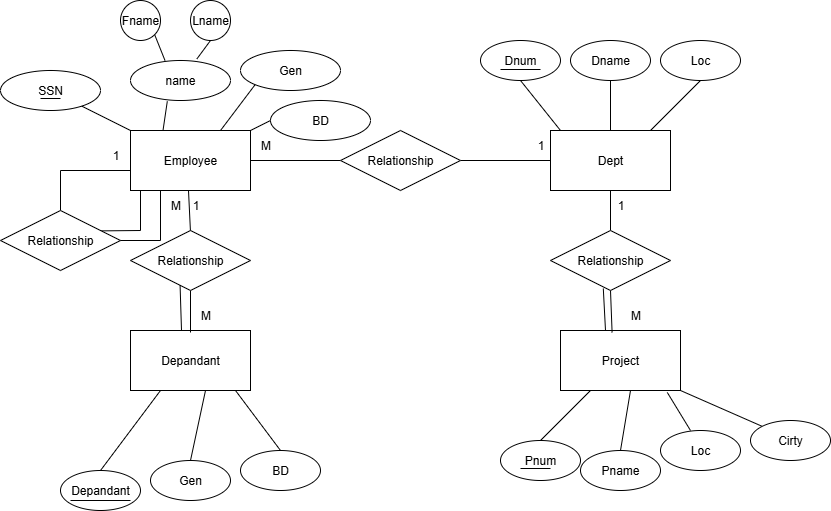 Fname
Lname
SSN
name
Gen
BD
Dnum
Dname
Loc
Employee
M
Relationship
1
Dept
1
Relationship
M
1
Relationship
M
Depandant
1
Relationship
M
Project
Depandant
Gen
BD
Pnum
Pname
Loc
Cirty